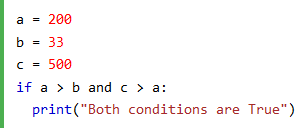 a = 200
b = 33
c = 500
if a > b and c > a:
  print("Both conditions are True")